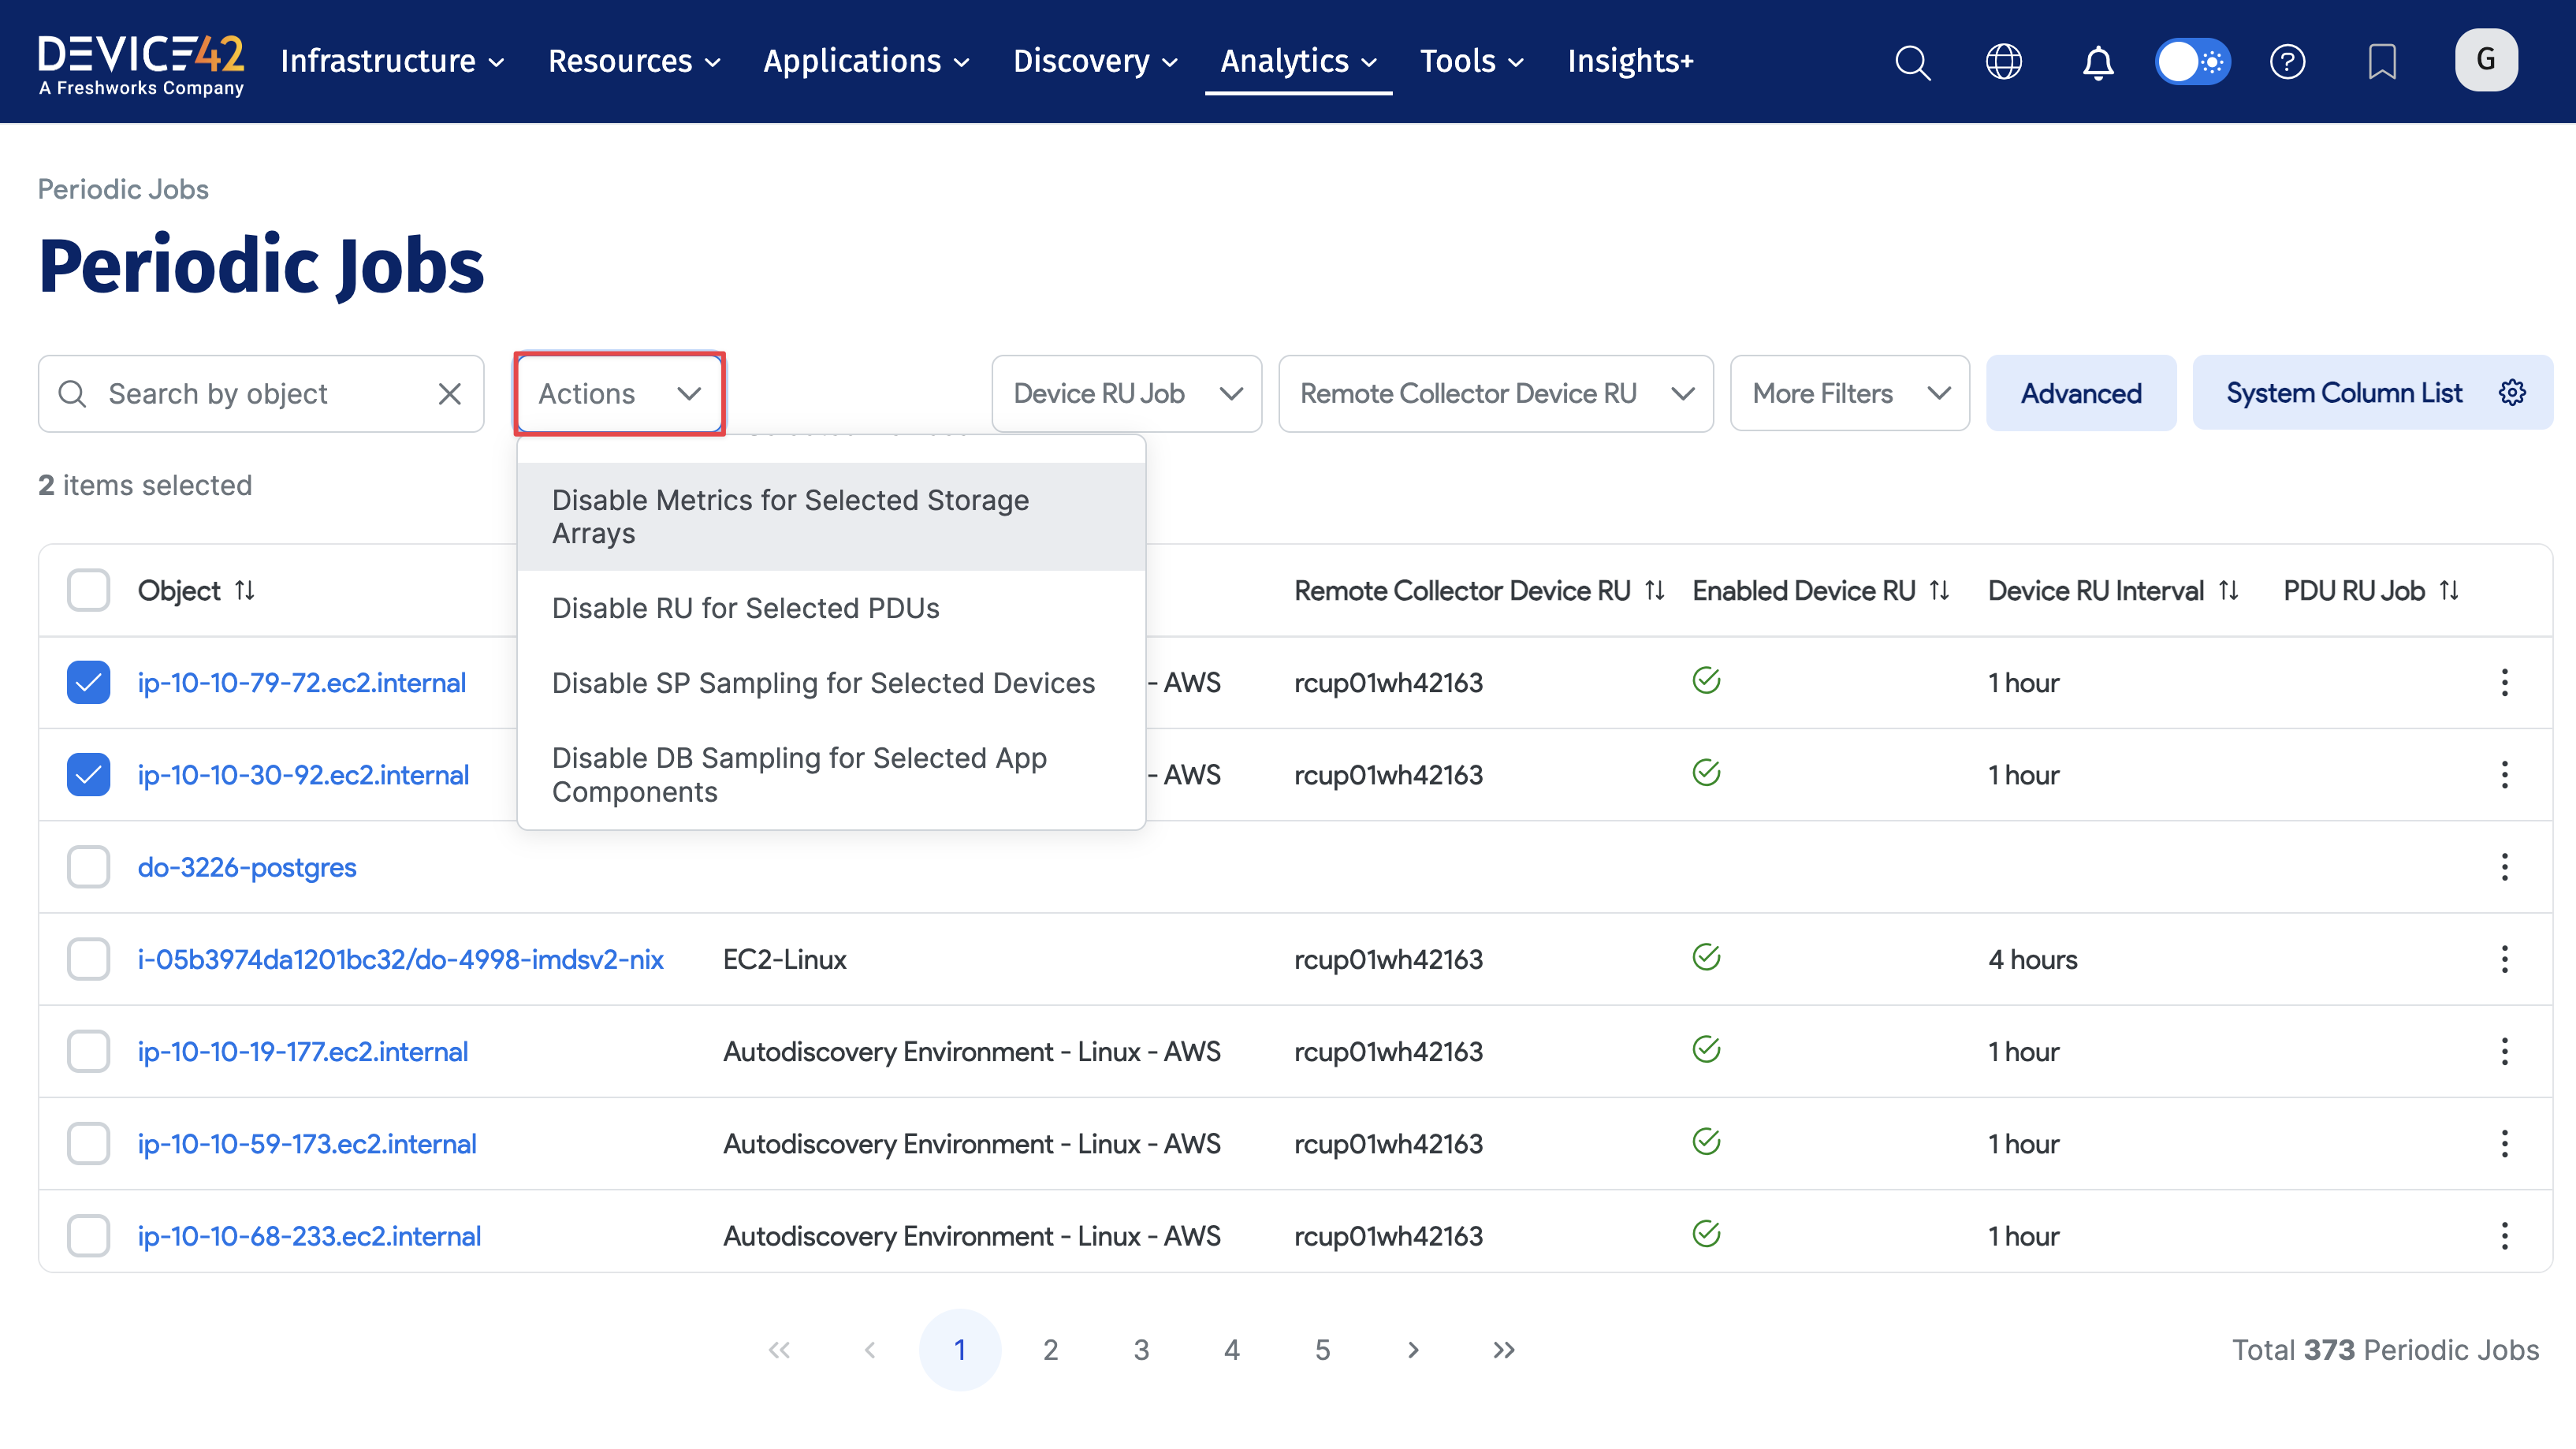 DEVICE42
A Freshworks Company
Infrastructure
Resources
Applications
Discovery
Analytics
Tools
Insights+
G
Periodic Jobs
Periodic Jobs
Search by object
Actions
Device RU Job
Remote Collector Device RU
More Filters
Advanced
System Column List
2 items selected
Disable Metrics for Selected Storage
Arrays
Disable RU for Selected PDUs
Disable SP Sampling for Selected Devices
Disable DB Sampling for Selected App
Components
Object
Remote Collector Device RU
Enabled Device RU
Device RU Interval
PDU RU Job
ip-10-10-79-72.ec2.internal
- AWS
rcup01wh42163
1 hour
ip-10-10-30-92.ec2.internal
- AWS
rcup01wh42163
1 hour
do-3226-postgres
i-05b3974da1201bc32/do-4998-imdsv2-nix
EC2-Linux
rcup01wh42163
4 hours
ip-10-10-19-177.ec2.internal
Autodiscovery Environment - Linux - AWS
rcup01wh42163
1 hour
ip-10-10-59-173.ec2.internal
Autodiscovery Environment - Linux - AWS
rcup01wh42163
1 hour
ip-10-10-68-233.ec2.internal
Autodiscovery Environment - Linux - AWS
rcup01wh42163
1 hour
1
2
3
4
5
Total 373 Periodic Jobs